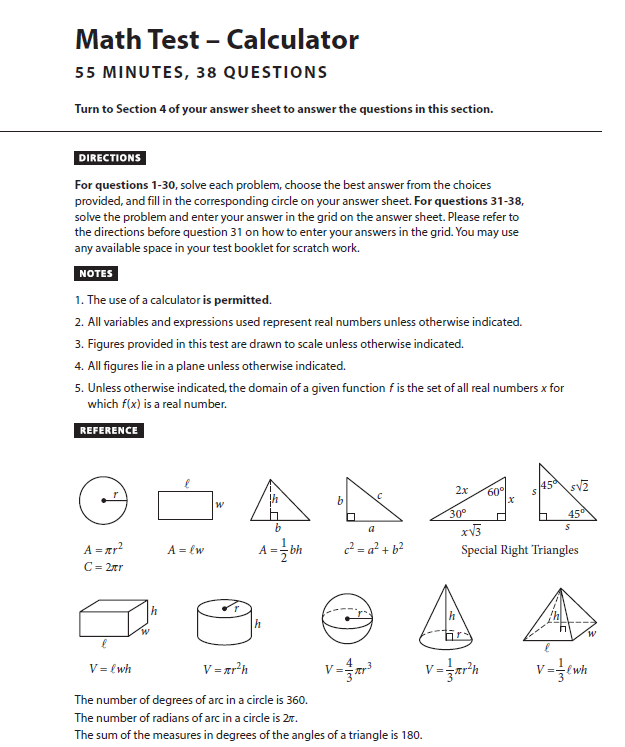 Math Test – Calculator
55 MINUTES, 38 QUESTIONS
Turn to Section 4 of your answer sheet to answer the questions in this section.
DIRECTIONS
For questions 1-30, solve each problem, choose the best answer from the choices
provided, and fill in the corresponding circle on your answer sheet. For questions 31-38,
solve the problem and enter your answer in the grid on the answer sheet. Please refer to
the directions before question 31 on how to enter your answers in the grid. You may use
any available space in your test booklet for scratch work.
NOTES
1. The use of a calculator is permitted.
2. All variables and expressions used represent real numbers unless otherwise indicated.
3. Figures provided in this test are drawn to scale unless otherwise indicated.
4. All figures lie in a plane unless otherwise indicated.
5. Unless otherwise indicated, the domain of a given function f is the set of all real numbers x for
which f(x) is a real number.
REFERENCE
r
ℓ
w
h
b
b
c
a
2x
60°
x
30°
x√3
45°
s
s√2
45°
s
A = πr²
C = 2πr
A = ℓw
A = ½ bh
c² = a² + b²
Special Right Triangles
h
w
ℓ
r
h
r
h
r
h
w
ℓ
V = ℓwh
V = πr²h
V = 4/3 πr³
V = 1/3 πr²h
V = 1/3 ℓwh
The number of degrees of arc in a circle is 360.
The number of radians of arc in a circle is 2π.
The sum of the measures in degrees of the angles of a triangle is 180.